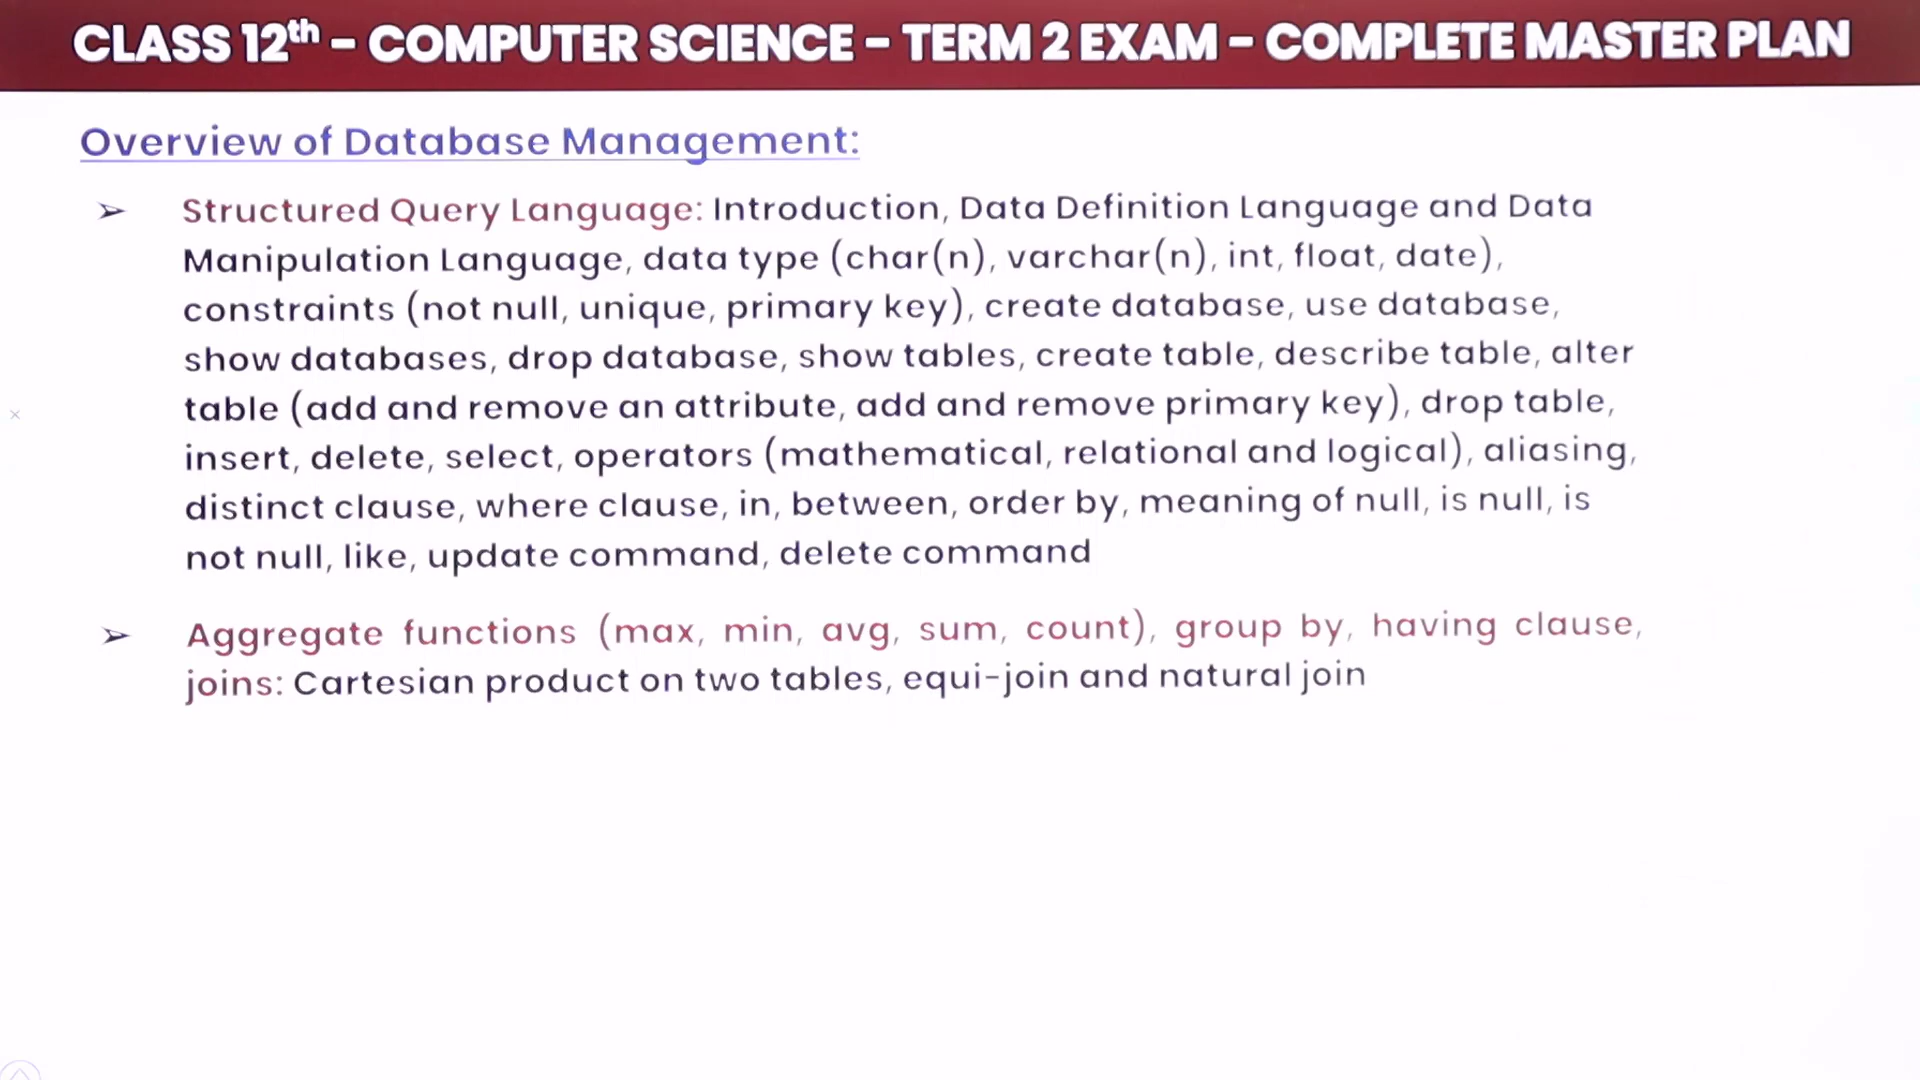 CLASS 12th – COMPUTER SCIENCE – TERM 2 EXAM – COMPLETE MASTER PLAN
Overview of Database Management:
➢ Structured Query Language: Introduction, Data Definition Language and Data
Manipulation Language, data type (char(n), varchar(n), int, float, date),
constraints (not null, unique, primary key), create database, use database,
show databases, drop database, show tables, create table, describe table, alter
table (add and remove an attribute, add and remove primary key), drop table,
insert, delete, select, operators (mathematical, relational and logical), aliasing,
distinct clause, where clause, in, between, order by, meaning of null, is null, is
not null, like, update command, delete command
➢ Aggregate functions (max, min, avg, sum, count), group by, having clause,
joins: Cartesian product on two tables, equi-join and natural join